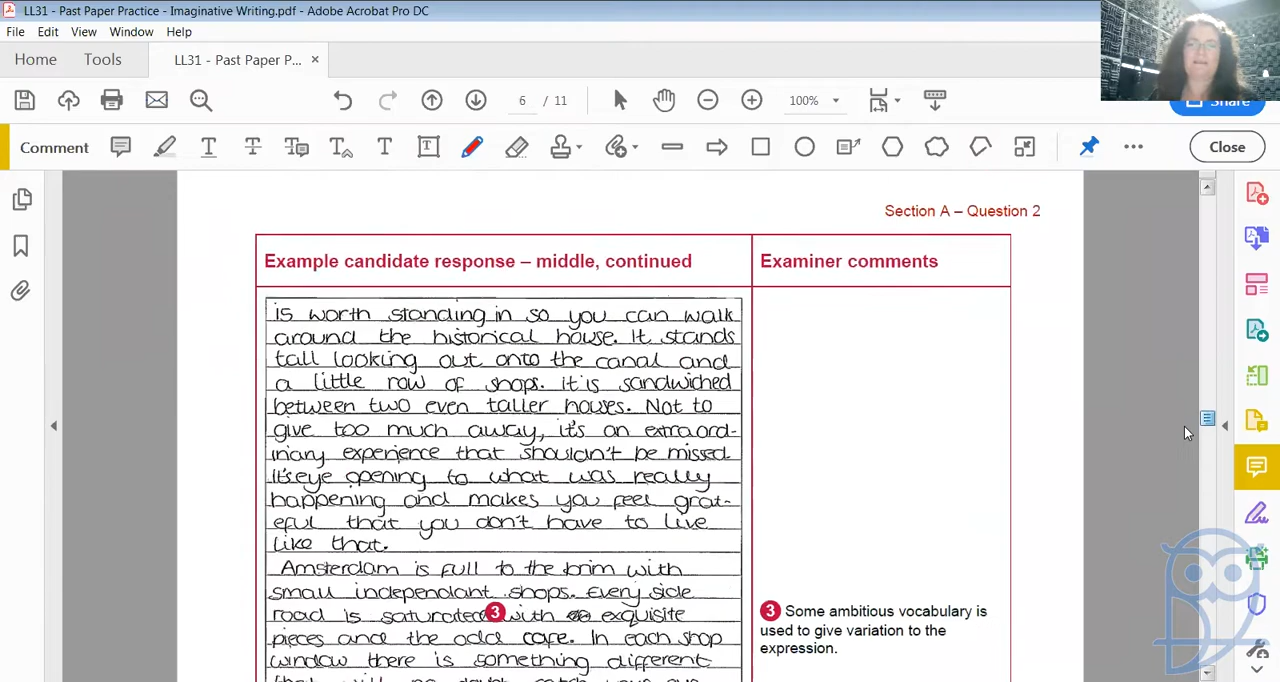 LL31 - Past Paper Practice - Imaginative Writing.pdf - Adobe Acrobat Pro DC
File Edit View Window Help
Home Tools LL31 - Past Paper P... ×
6 / 11 100%
Share
Comment Close
Section A – Question 2
Example candidate response – middle, continued
Examiner comments
is worth standing in so you can walk
around the historical house. It stands
tall looking out onto the canal and
a little row of shops. it is sandwiched
between two even taller houses. Not to
give too much away, it's an extraord-
inary experience that shouldn't be missed
it's eye opening to what was really
happening and makes you feel grat-
eful that you don't have to live
like that.
Amsterdam is full to the brim with
small independant shops. Every side
road is saturated 3 with exquisite
pieces and the odd cafe. In each shop
window there is something different
3 Some ambitious vocabulary is
used to give variation to the
expression.